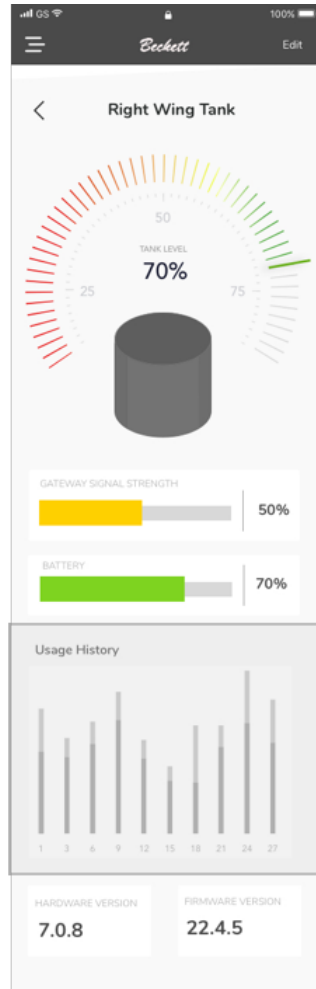 GS 100%
Beckett Edit
Right Wing Tank
50
TANK LEVEL
70%
25 75
GATEWAY SIGNAL STRENGTH
50%
BATTERY
70%
Usage History
1 3 6 9 12 15 18 21 24 27
HARDWARE VERSION FIRMWARE VERSION
7.0.8 22.4.5